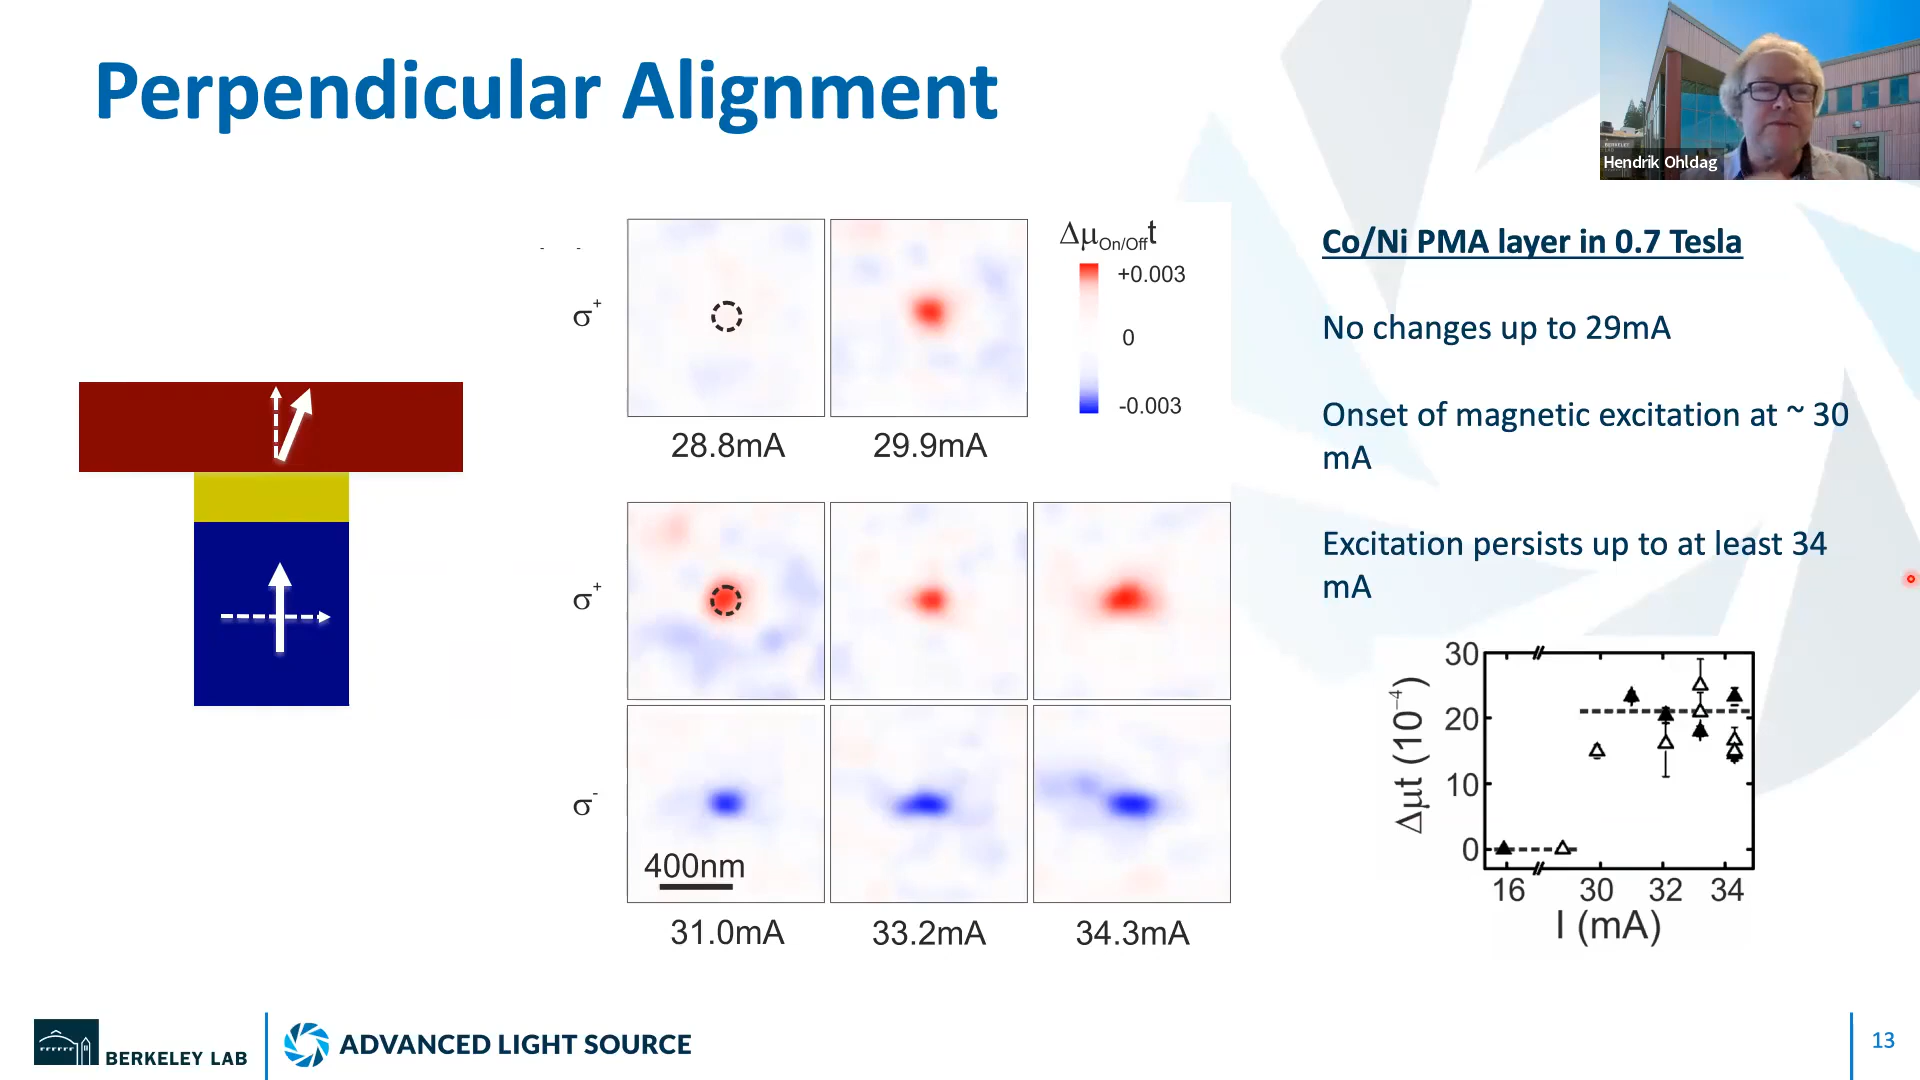 Perpendicular Alignment
Hendrik Ohldag
σ+
28.8mA
29.9mA
ΔμOn/Offt
+0.003
0
-0.003
σ+
σ-
400nm
31.0mA
33.2mA
34.3mA
Co/Ni PMA layer in 0.7 Tesla
No changes up to 29mA
Onset of magnetic excitation at ~ 30
mA
Excitation persists up to at least 34
mA
30
20
10
0
Δμt (10⁻⁴)
16
30
32
34
I (mA)
BERKELEY LAB
ADVANCED LIGHT SOURCE
13